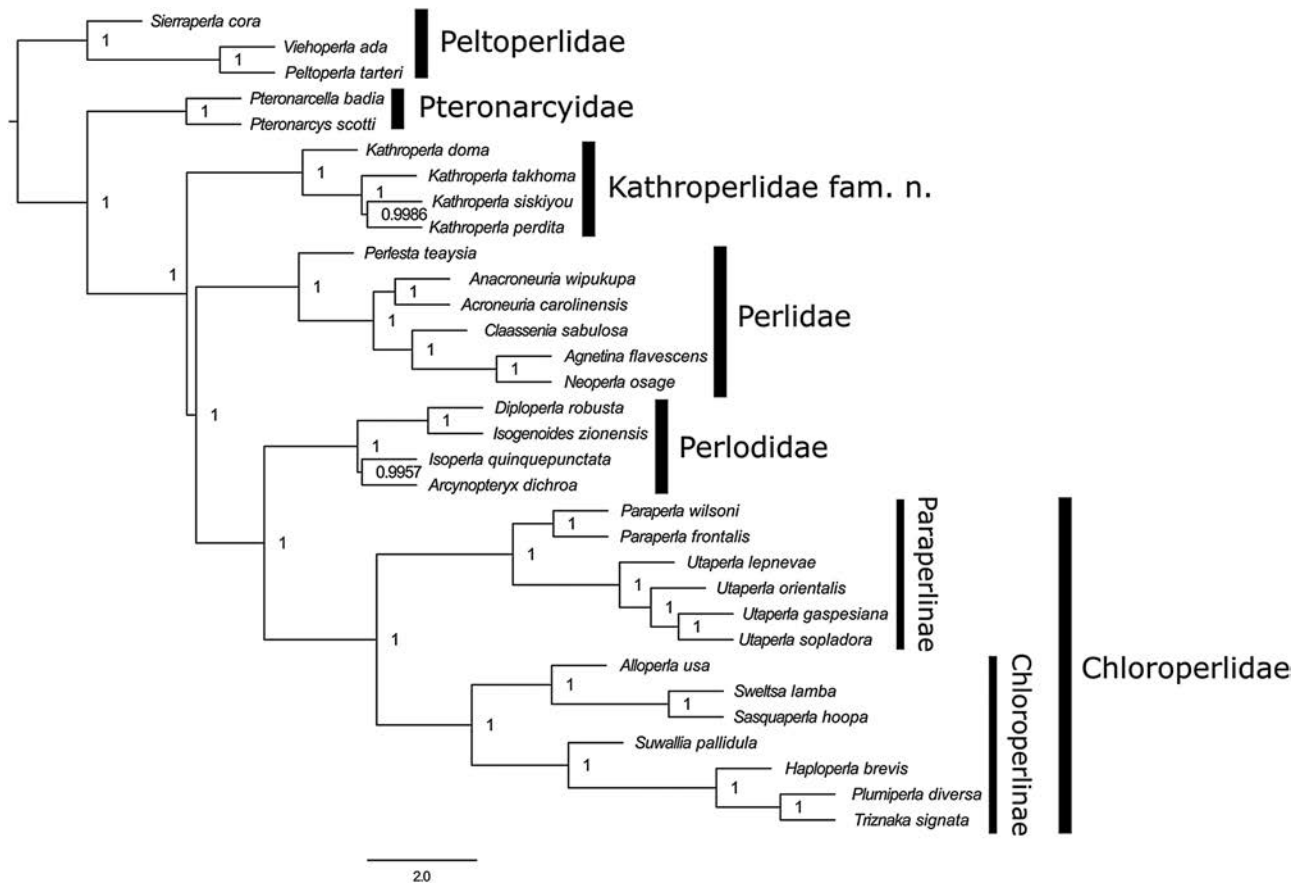 Sierraperla cora
1
Viehoperla ada
1
Peltoperla tarteri
Peltoperlidae
Pteronarcella badia
1
Pteronarcys scotti
Pteronarcyidae
1
Kathroperla doma
1
Kathroperla takhoma
1
Kathroperla siskiyou
0.9986
Kathroperla perdita
Kathroperlidae fam. n.
1
Perlesta teaysia
1
Anacroneuria wipukupa
1
Acroneuria carolinensis
1
Claassenia sabulosa
1
Agnetina flavescens
1
Neoperla osage
Perlidae
1
Diploperla robusta
1
Isogenoides zionensis
1
Isoperla quinquepunctata
0.9957
Arcynopteryx dichroa
Perlodidae
1
Paraperla wilsoni
1
Paraperla frontalis
1
Utaperla lepnevae
1
Utaperla orientalis
1
Utaperla gaspesiana
1
Utaperla sopladora
Paraperlinae
1
Alloperla usa
1
Sweltsa lamba
1
Sasquaperla hoopa
1
Suwallia pallidula
1
Haploperla brevis
1
Plumiperla diversa
1
Triznaka signata
Chloroperlinae
Chloroperlidae
2.0